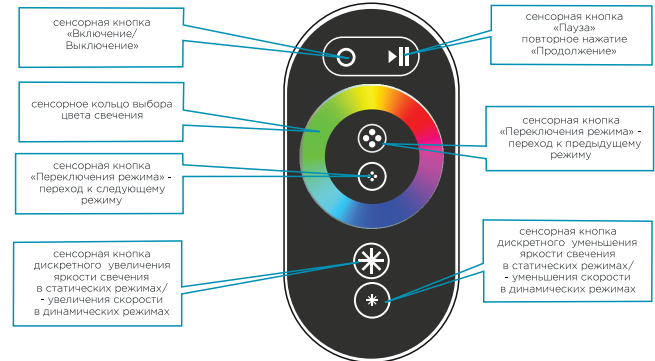 сенсорная кнопка
«Включение/
Выключение»
сенсорная кнопка
«Пауза»
повторное нажатие
«Продолжение»
сенсорное кольцо выбора
цвета свечения
сенсорная кнопка
«Переключения режима» -
переход к предыдущему
режиму
сенсорная кнопка
«Переключения режима» -
переход к следующему
режиму
сенсорная кнопка
дискретного увеличения
яркости свечения
в статических режимах/
- увеличения скорости
в динамических режимах
сенсорная кнопка
дискретного уменьшения
яркости свечения
в статических режимах/
- уменьшения скорости
в динамических режимах